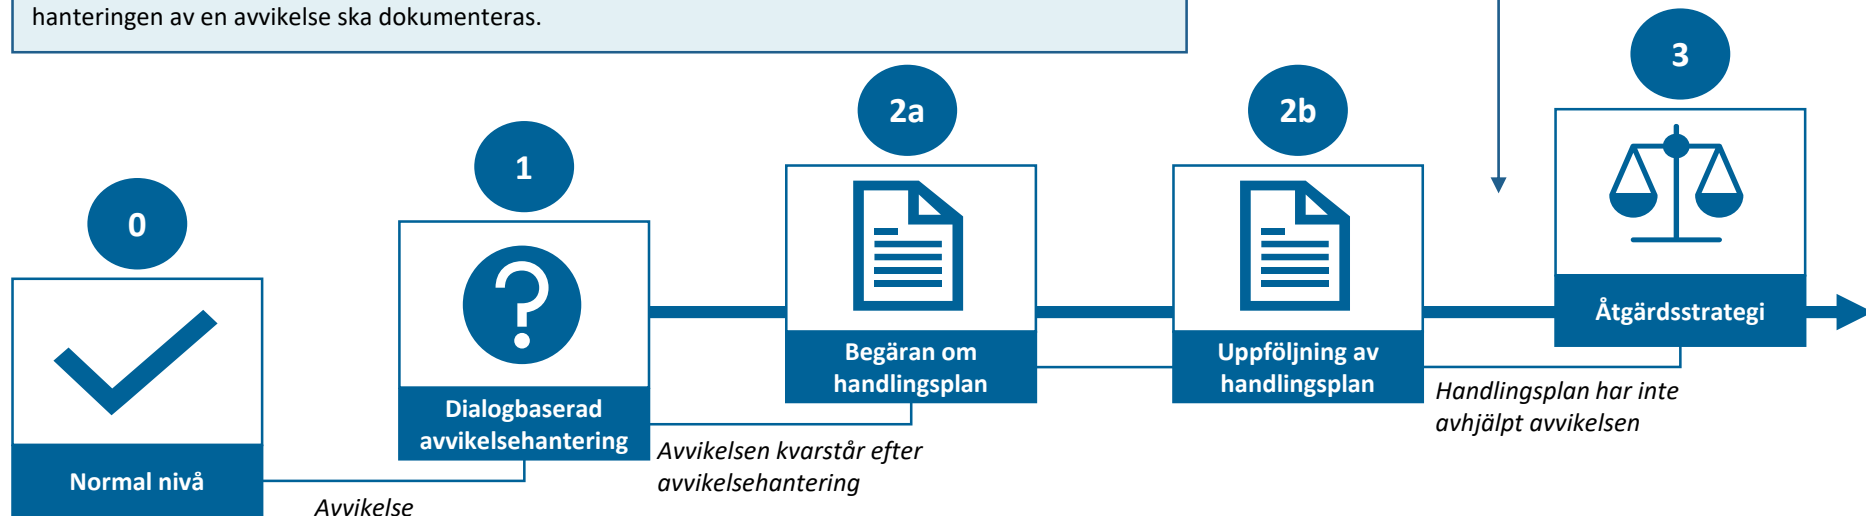 hanteringen av en avvikelse ska dokumenteras.
0
Normal nivå
Avvikelse
1
Dialogbaserad
avvikelsehantering
Avvikelsen kvarstår efter
avvikelsehantering
2a
Begäran om
handlingsplan
2b
Uppföljning av
handlingsplan
Handlingsplan har inte
avhjälpt avvikelsen
3
Åtgärdsstrategi